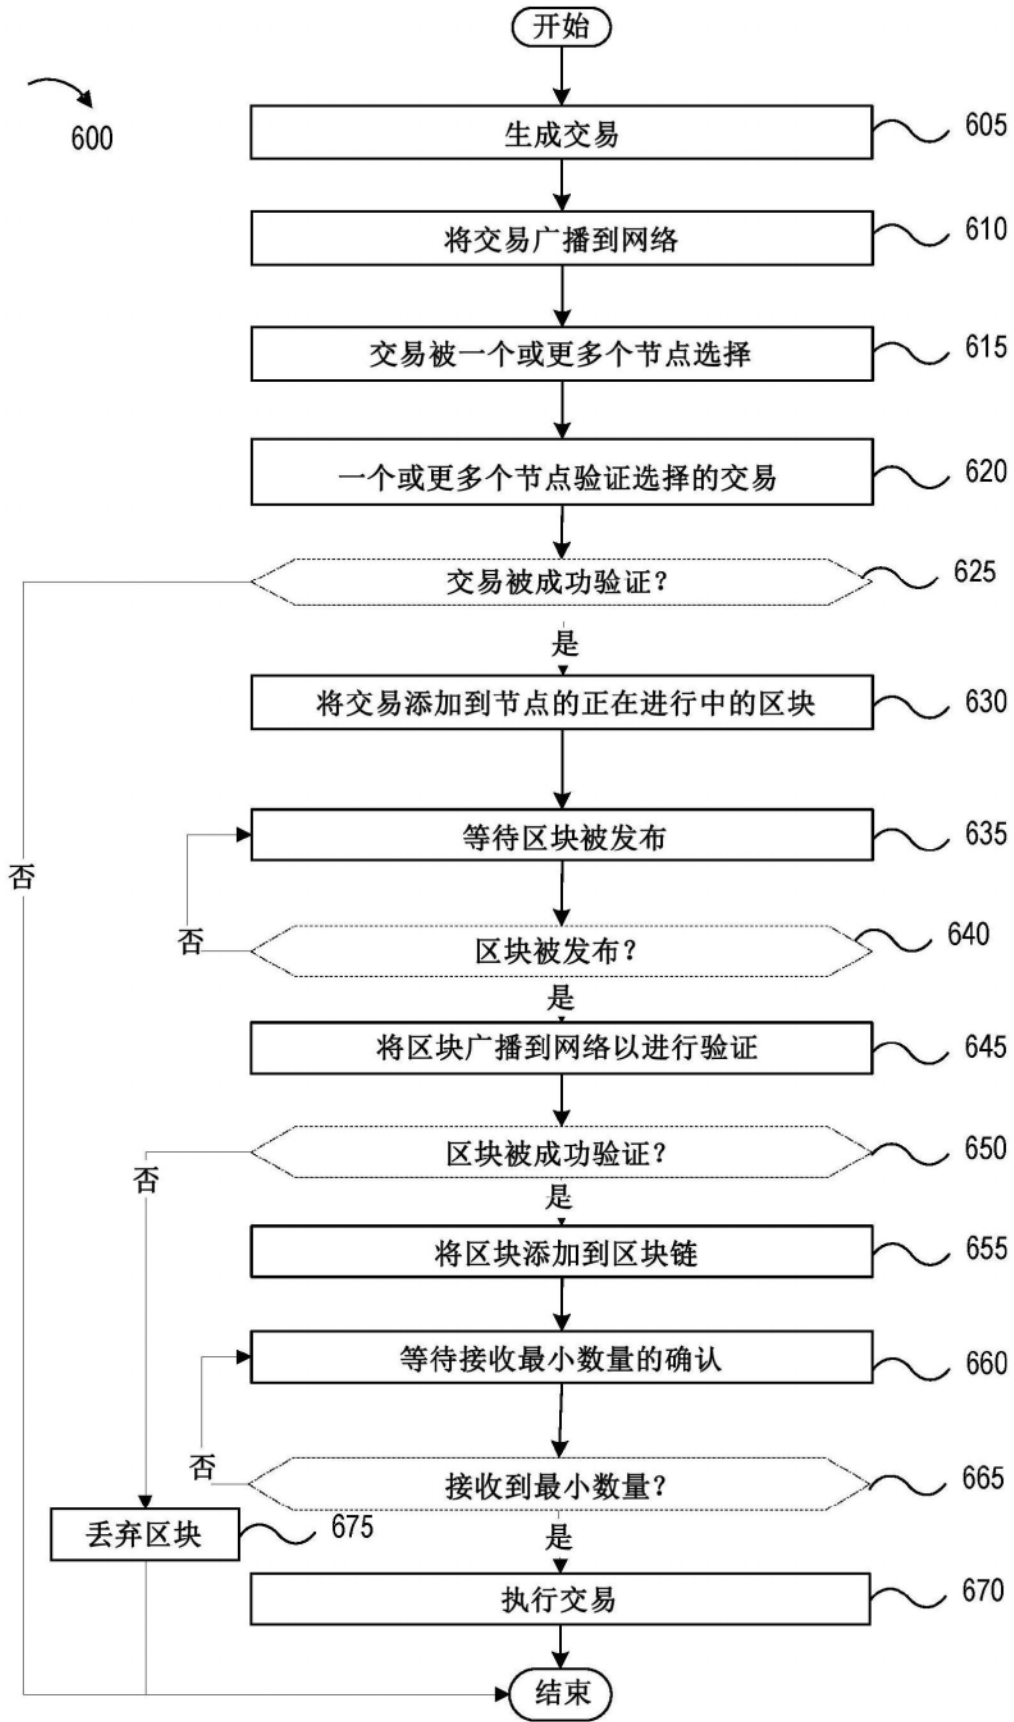 开始
600
生成交易
605
将交易广播到网络
610
交易被一个或更多个节点选择
615
一个或更多个节点验证选择的交易
620
交易被成功验证？
625
是
将交易添加到节点的正在进行中的区块
630
等待区块被发布
635
否
否
区块被发布？
640
是
将区块广播到网络以进行验证
645
区块被成功验证？
650
否
是
将区块添加到区块链
655
等待接收最小数量的确认
660
否
接收到最小数量？
665
丢弃区块
675
是
执行交易
670
结束